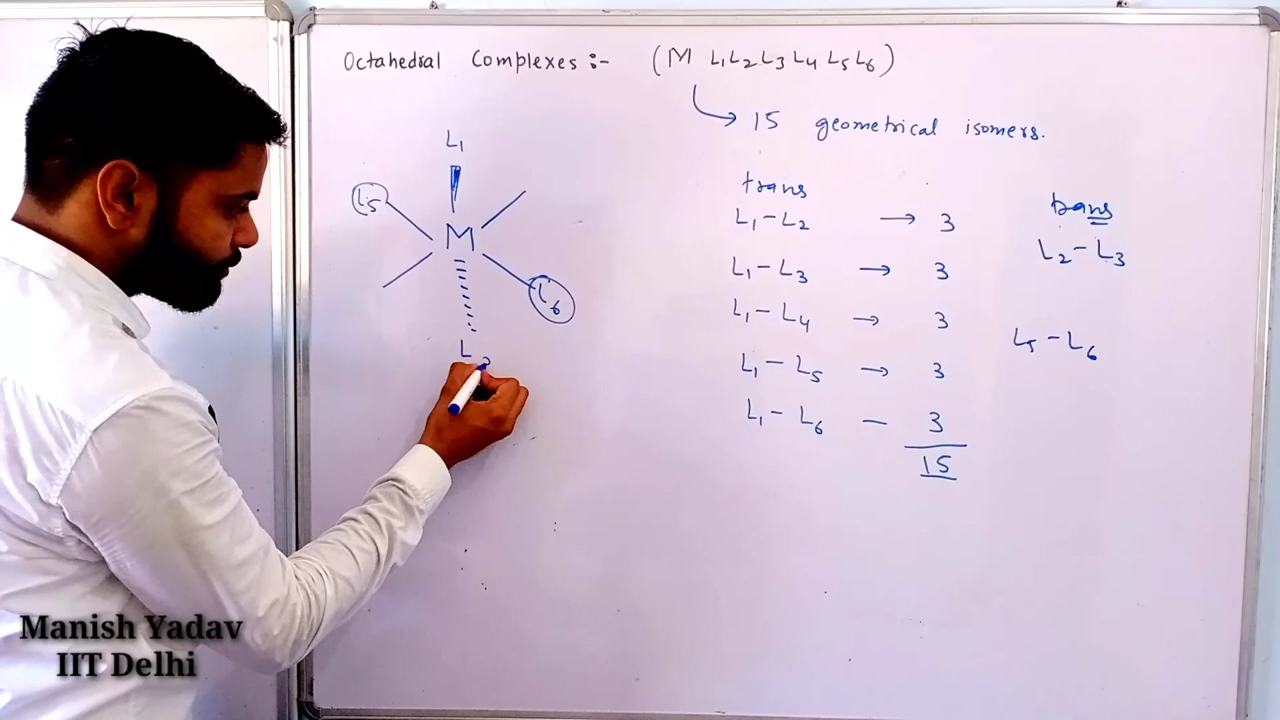 Octahedral Complexes :- (M L₁L₂L₃L₄L₅L₆)
→ 15 geometrical isomers.
L₁
L₅
M
L₆
L
trans
L₁-L₂ → 3
L₁-L₃ → 3
L₁-L₄ → 3
L₁-L₅ → 3
L₁-L₆ - 3
15
trans
L₂-L₃
L₅-L₆
Manish Yadav
IIT Delhi